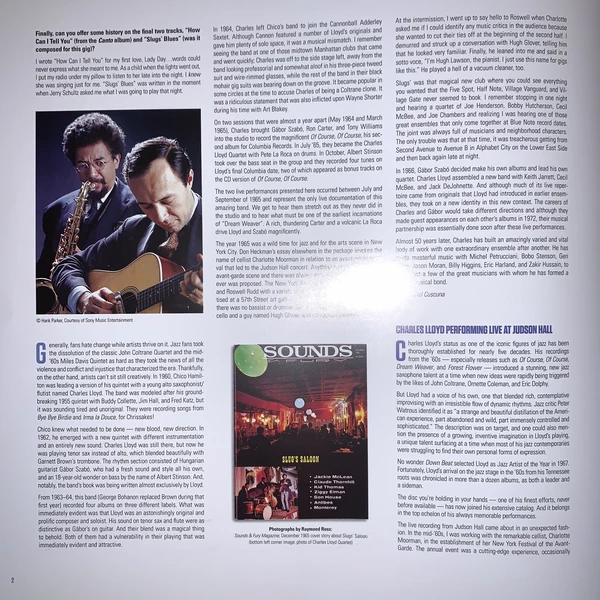 Finally, can you offer some history on the final two tracks, "How
Can I Tell You" (from the Canto album) and "Slugs' Blues" (was it
composed for this gig)?
I wrote "How Can I Tell You" for my first love, Lady Day…words could
never express what she meant to me. As a child when the lights went out,
I put my radio under my pillow to listen to her late into the night. I knew
she was singing just for me. "Slugs' Blues" was written in the moment
when Jerry Schultz asked me what I was going to play that night.
© Hank Parker, Courtesy of Sony Music Entertainment
Generally, fans hate change while artists thrive on it. Jazz fans took
the dissolution of the classic John Coltrane Quartet and the mid-
'60s Miles Davis Quintet as hard as they took the news of all the
violence and conflict and injustice that characterized the era. Thankfully,
on the other hand, artists can't sit still creatively. In 1960, Chico Hamil-
ton was leading a version of his quintet with a young alto saxophonist/
flutist named Charles Lloyd. The band was modeled after his ground-
breaking 1955 quintet with Buddy Collette, Jim Hall, and Fred Katz, but
it was sounding tired and unoriginal. They were recording songs from
Bye Bye Birdie and Irma la Douce, for Chrissakes!
Chico knew what needed to be done — new blood, new direction. In
1962, he emerged with a new quintet with different instrumentation
and an entirely new sound. Charles Lloyd was still there, but now he
was playing tenor sax instead of alto, which blended beautifully with
Garnett Brown's trombone. The rhythm section consisted of Hungarian
guitarist Gábor Szabó, who had a fresh sound and style all his own,
and an 18-year-old wonder on bass by the name of Albert Stinson. And
notably, the band's book was being written almost exclusively by Lloyd.
From 1963–64, this band (George Bohanon replaced Brown during that
first year) recorded four albums on three different labels. What was
immediately evident was that Lloyd was an astonishingly original and
prolific composer and soloist. His sound on tenor sax and flute were as
distinctive as Gábor's on guitar. And their blend was a magical thing
to behold. Both of them had a vulnerability in their playing that was
immediately evident and attractive.
2
In 1964, Charles left Chico's band to join the Cannonball Adderley
Sextet. Although Cannon featured a number of Lloyd's originals and
gave him plenty of solo space, it was a musical mismatch. I remember
seeing the band at one of those midtown Manhattan clubs that came
and went quickly; Charles was off to the side stage left, away from the
band looking professorial and somewhat aloof in his three-piece tweed
suit and wire-rimmed glasses, while the rest of the band in their black
mohair gig suits was bearing down on the groove. It became popular in
some circles at the time to accuse Charles of being a Coltrane clone. It
was a ridiculous statement that was also inflicted upon Wayne Shorter
during his time with Art Blakey.
On two sessions that were almost a year apart (May 1964 and March
1965), Charles brought Gábor Szabó, Ron Carter, and Tony Williams
into the studio to record the magnificent Of Course, Of Course, his sec-
ond album for Columbia Records. In July '65, they became the Charles
Lloyd Quartet with Pete La Roca on drums. In October, Albert Stinson
took over the bass seat in the group and they recorded four tunes on
Lloyd's final Columbia date, two of which appeared as bonus tracks on
the CD version of Of Course, Of Course.
The two live performances presented here occurred between July and
September of 1965 and represent the only live documentation of this
amazing band. We get to hear them stretch out as they never did in
the studio and to hear what must be one of the earliest incarnations
of "Dream Weaver". A rich, thundering Carter and a volcanic La Roca
drive Lloyd and Szabó magnificently.
The year 1965 was a wild time for jazz and for the arts scene in New
York City. Don Heckman's essay elsewhere in the package invokes the
name of cellist Charlotte Moorman in relation to an avant-
val that led to the Judson Hall concert. Anything
avant-garde scene and there was
ever was proposed. The New York
and Roswell Rudd with a variety
tised at a 57th Street art gall
there was no bassist or drummer
cello and a guy named Hugh Glover
SOUNDS
SLUG'S SALOON
• Jackie McLean
• Claude Thornhill
• Kid Thomas
• Ziggy Elman
• Son House
• Antibes
• Monterey
Photographs by Raymond Ross:
Sounds & Fury Magazine, December 1965 cover story about Slugs' Saloon
(bottom left corner image: photo of Charles Lloyd Quartet)
At the intermission, I went up to say hello to Roswell when Charlotte
asked me if I could identify any music critics in the audience because
she wanted to cut their ties off at the beginning of the second half. I
demurred and struck up a conversation with Hugh Glover, telling him
that he looked very familiar. Finally, he leaned into me and said in a
sotto voce, "I'm Hugh Lawson, the pianist. I just use this name for gigs
like this." He played a hell of a vacuum cleaner, too.
Slugs' was that magical new club where you could see everything
you wanted that the Five Spot, Half Note, Village Vanguard, and Vil-
lage Gate never seemed to book. I remember stopping in one night
and hearing a quartet of Joe Henderson, Bobby Hutcherson, Cecil
McBee, and Joe Chambers and realizing I was hearing one of those
great ensembles that only come together at Blue Note record dates.
The joint was always full of musicians and neighborhood characters.
The only trouble was that at that time, it was treacherous getting from
Second Avenue to Avenue B in Alphabet City on the Lower East Side
and then back again late at night.
In 1966, Gábor Szabó decided to make his own albums and lead his own
quartet. Charles Lloyd assembled a new band with Keith Jarrett, Cecil
McBee, and Jack DeJohnette. And although much of its live reper-
toire came from originals that Lloyd had introduced in earlier ensem-
bles, they took on a new identity in this new context. The careers of
Charles and Gábor would take different directions and although they
made guest appearances on each other's albums in 1972, their musical
partnership was essentially done soon after these live performances.
Almost 50 years later, Charles has built an amazingly varied and vital
body of work with one extraordinary ensemble after another. He has
masterful music with Michel Petrucciani, Bobo Stenson, Geri
Jason Moran, Billy Higgins, Eric Harland, and Zakir Hussain, to
a few of the great musicians with whom he has formed a
musical bond.
Cuscuna
CHARLES LLOYD PERFORMING LIVE AT JUDSON HALL
Charles Lloyd's status as one of the iconic figures of jazz has been
thoroughly established for nearly five decades. His recordings
from the '60s — especially releases such as Of Course, Of Course,
Dream Weaver, and Forest Flower — introduced a stunning, new jazz
saxophone talent at a time when new ideas were rapidly being triggered
by the likes of John Coltrane, Ornette Coleman, and Eric Dolphy.
But Lloyd had a voice of his own, one that blended rich, contemplative
improvising with an irresistible flow of dynamic rhythms. Jazz critic Peter
Watrous identified it as "a strange and beautiful distillation of the Ameri-
can experience, part abandoned and wild, part immensely controlled and
sophisticated." The description was on target, and one could also men-
tion the presence of a growing, inventive imagination in Lloyd's playing,
a unique talent surfacing at a time when most of his jazz contemporaries
were struggling to find their own personal forms of expression.
No wonder Down Beat selected Lloyd as Jazz Artist of the Year in 1967.
Fortunately, Lloyd's arrival on the jazz stage in the '60s from his Tennessee
roots was chronicled in more than a dozen albums, as both a leader and
a sideman.
The disc you're holding in your hands — one of his finest efforts, never
before available — has now joined his extensive catalog. And it belongs
in the top echelon of his always memorable performances.
The live recording from Judson Hall came about in an unexpected fash-
ion. In the mid-'60s, I was working with the remarkable cellist, Charlotte
Moorman, in the establishment of her New York Festival of the Avant-
Garde. The annual event was a cutting-edge experience, occasionally